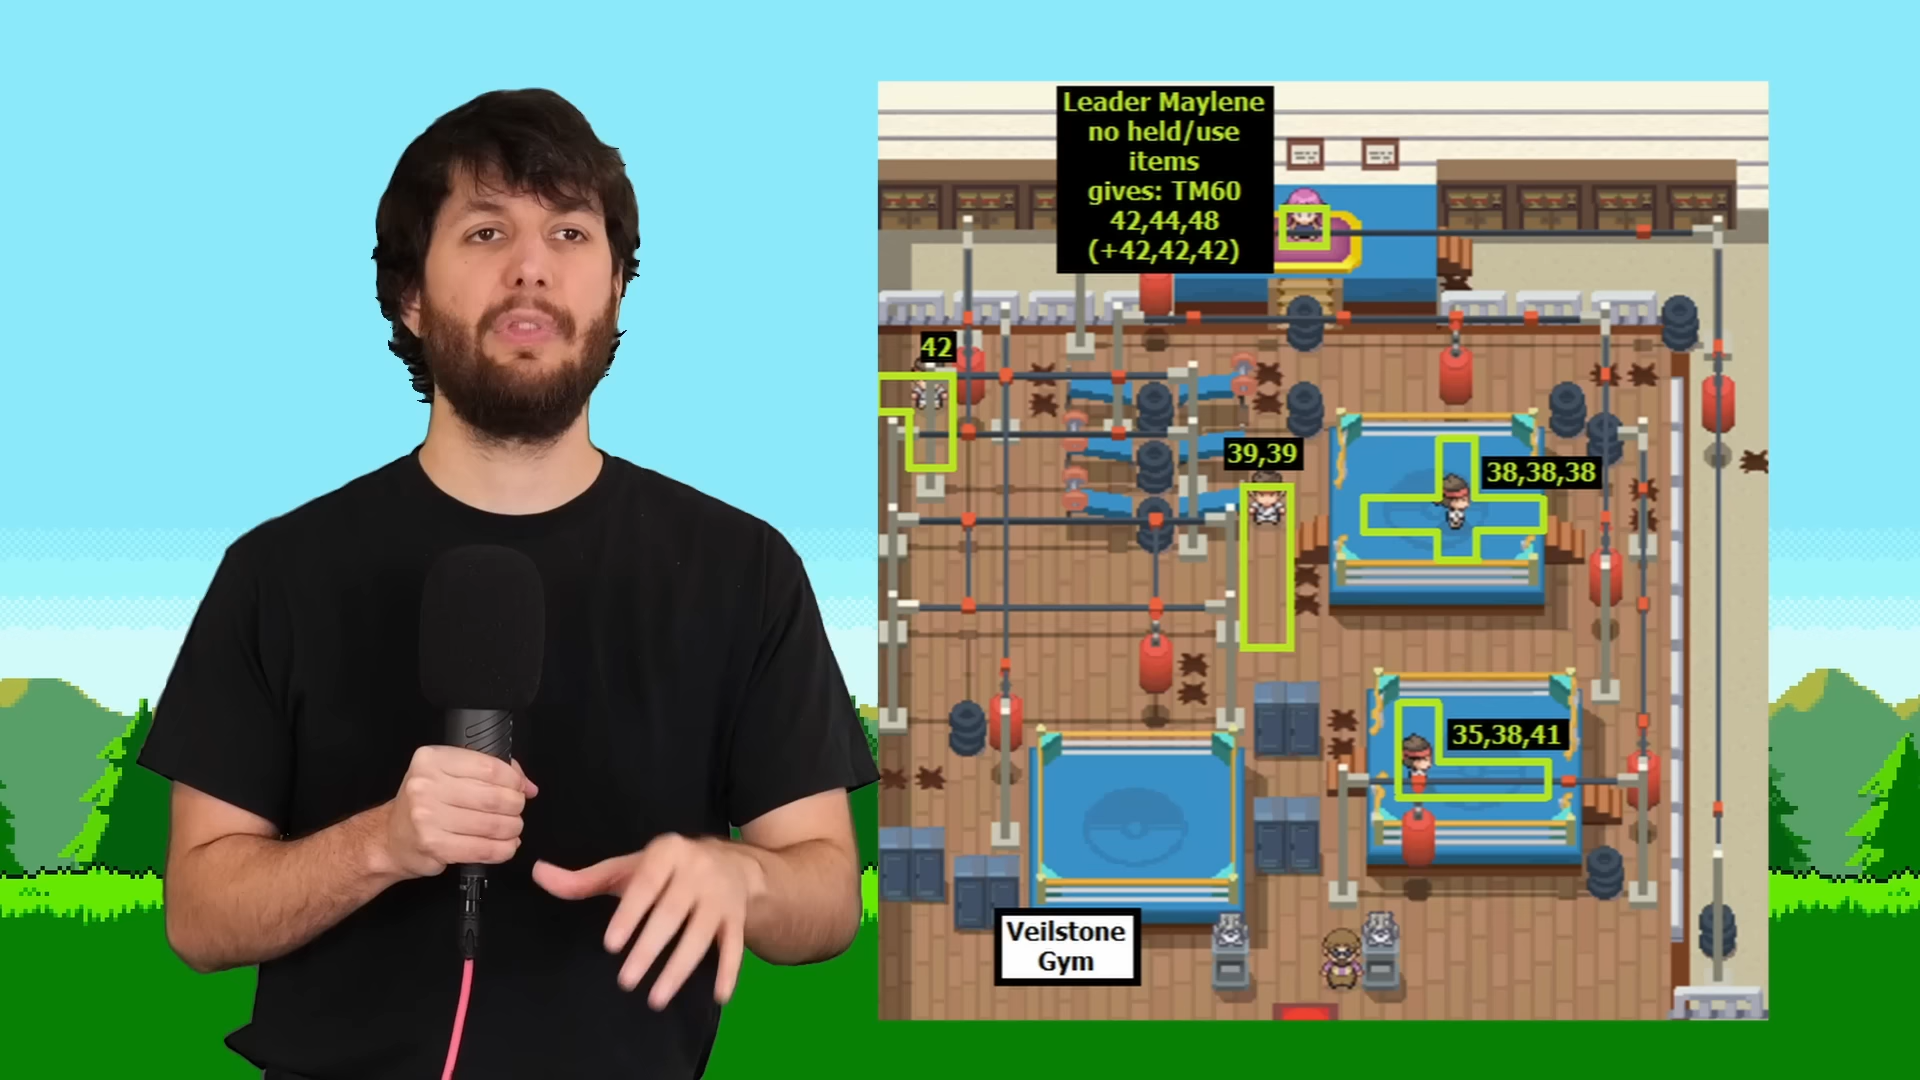 Leader Maylene
no held/use
items
gives: TM60
42,44,48
(+42,42,42)
42
39,39
38,38,38
35,38,41
Veilstone
Gym